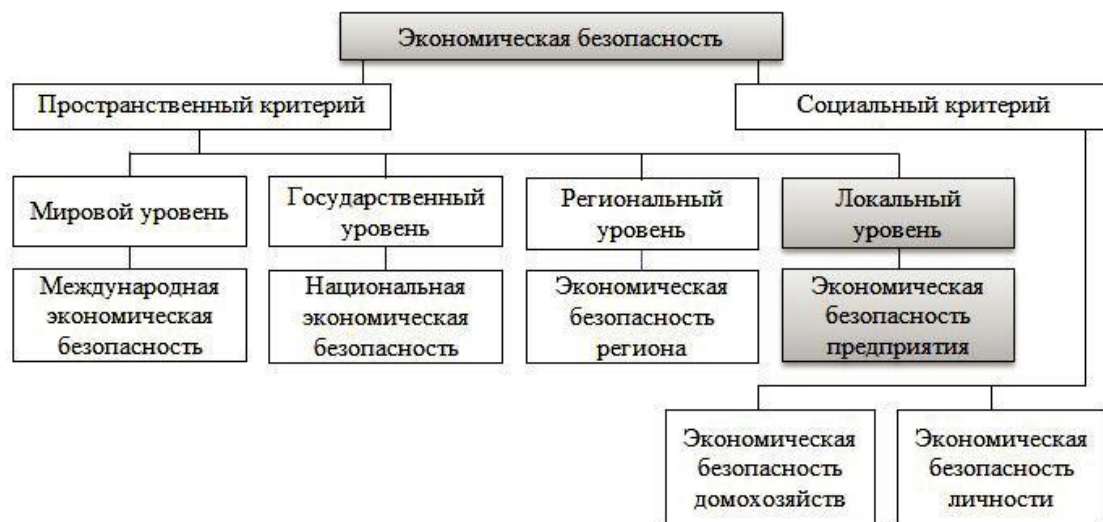 Экономическая безопасность
Пространственный критерий
Социальный критерий
Мировой уровень
Государственный
уровень
Региональный
уровень
Локальный
уровень
Международная
экономическая
безопасность
Национальная
экономическая
безопасность
Экономическая
безопасность
региона
Экономическая
безопасность
предприятия
Экономическая
безопасность
домохозяйств
Экономическая
безопасность
личности